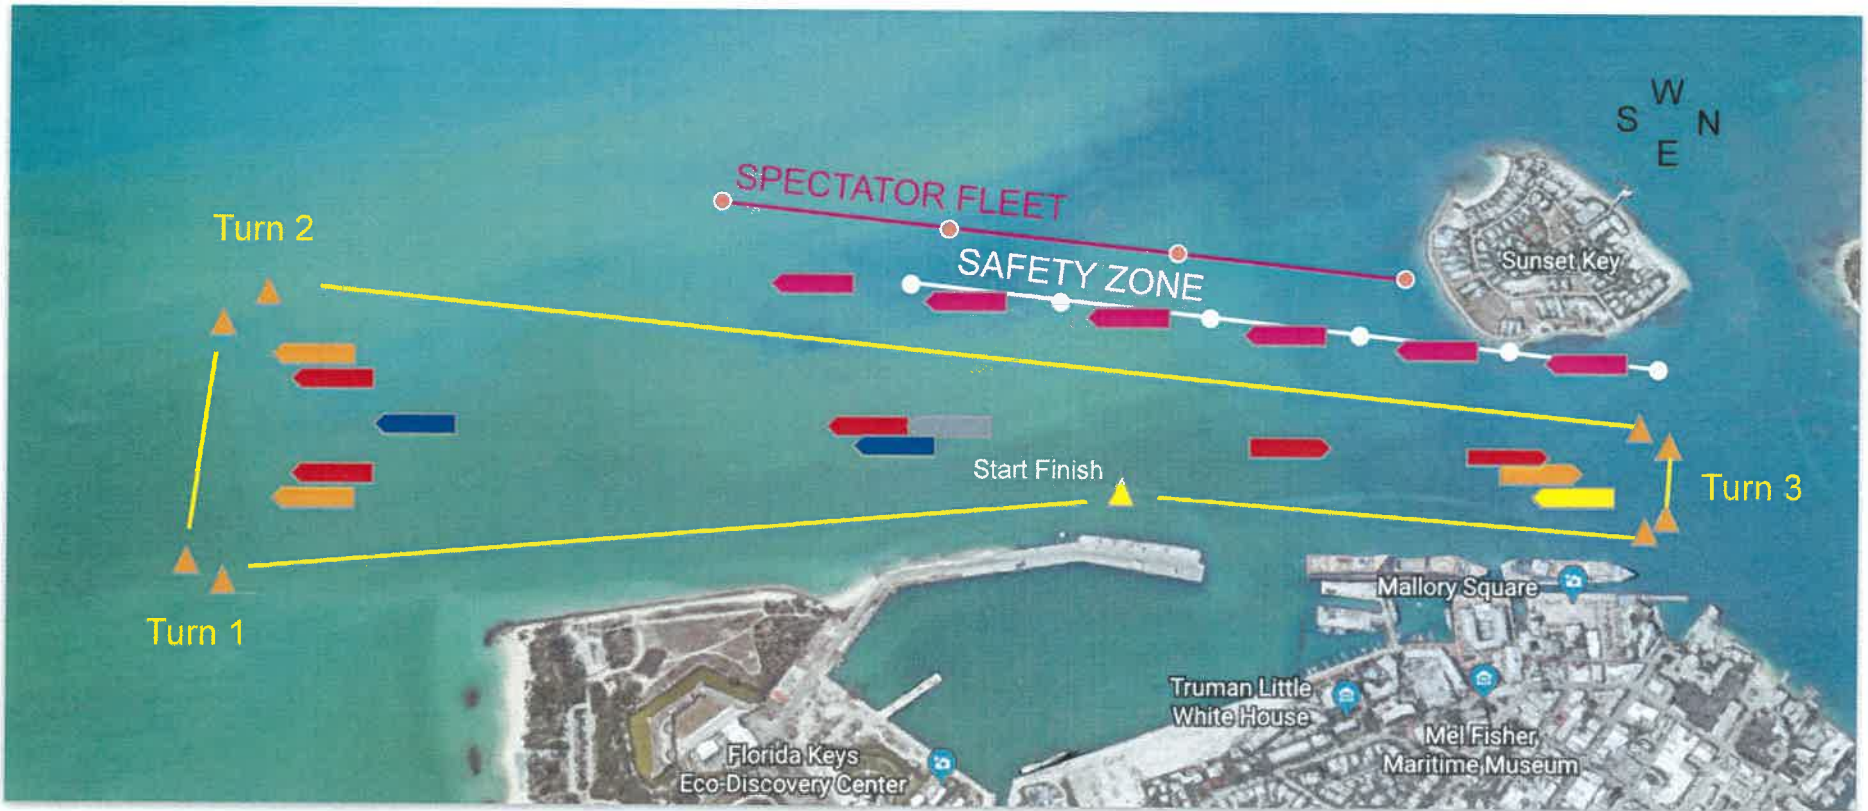 W
S N
E
SPECTATOR FLEET
Turn 2
SAFETY ZONE
Sunset Key
Start Finish
Turn 3
Mallory Square
Turn 1
Truman Little
White House
Mel Fisher
Maritime Museum
Florida Keys
Eco-Discovery Center